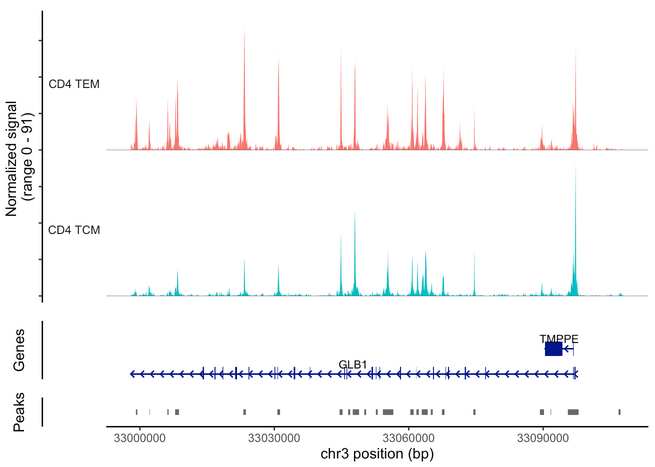 Normalized signal
(range 0 - 91)
CD4 TEM
CD4 TCM
Genes
TMPPE
GLB1
Peaks
33000000 33030000 33060000 33090000
chr3 position (bp)